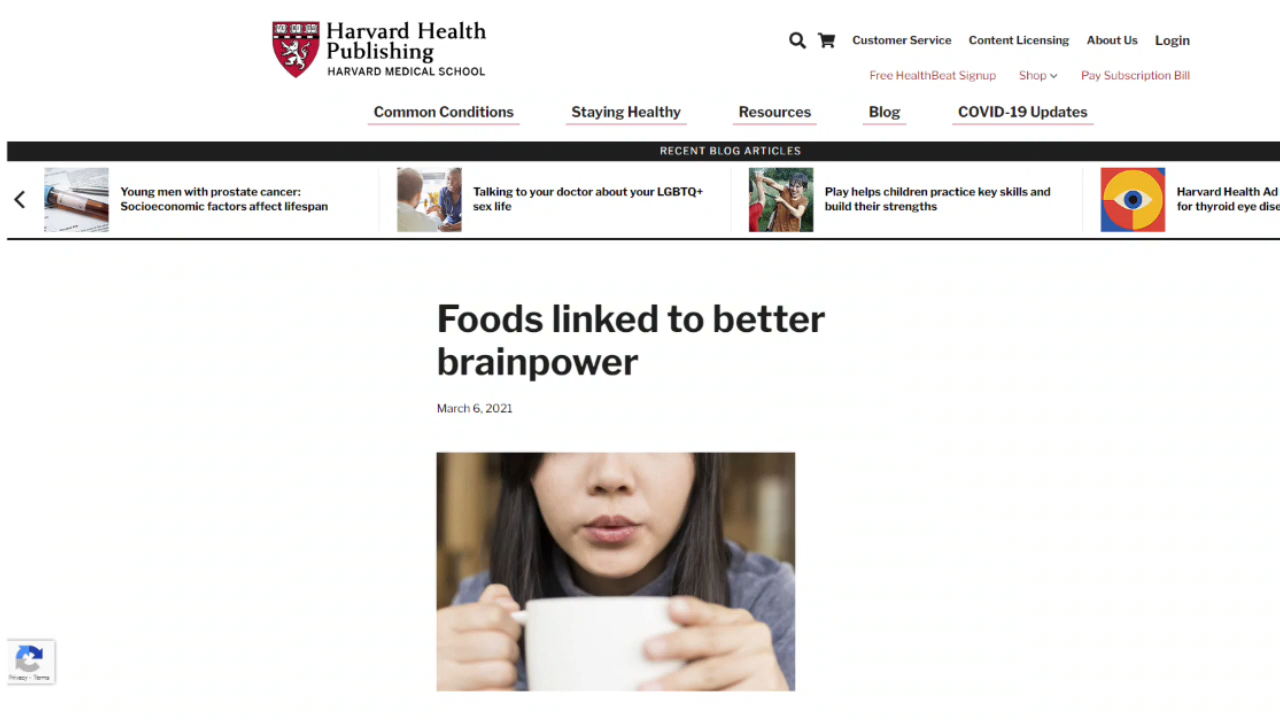 Harvard Health
Publishing
HARVARD MEDICAL SCHOOL
Customer Service Content Licensing About Us Login
Free HealthBeat Signup Shop Pay Subscription Bill
Common Conditions Staying Healthy Resources Blog COVID-19 Updates
RECENT BLOG ARTICLES
Young men with prostate cancer:
Socioeconomic factors affect lifespan
Talking to your doctor about your LGBTQ+
sex life
Play helps children practice key skills and
build their strengths
Harvard Health Ad
for thyroid eye dise
Foods linked to better
brainpower
March 6, 2021
Privacy - Terms